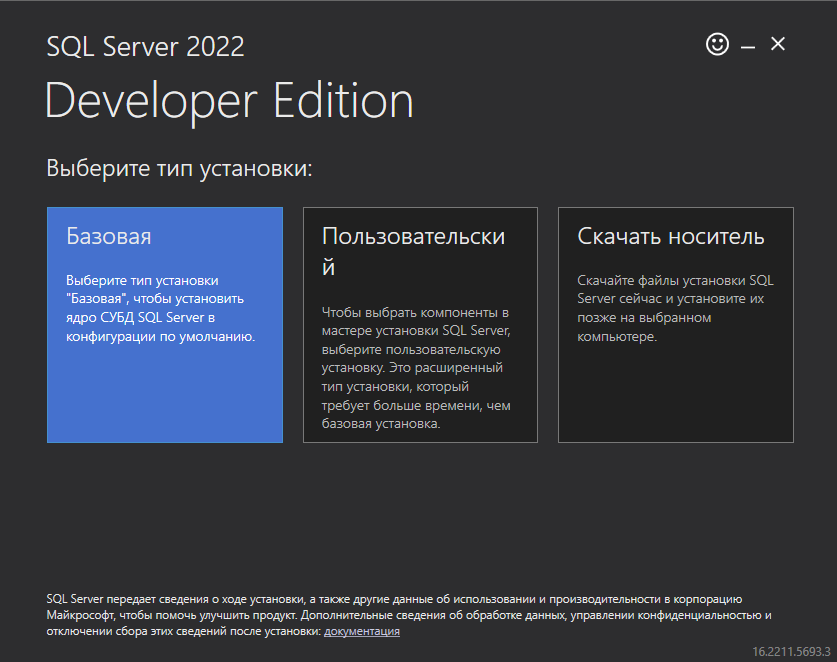 SQL Server 2022
Developer Edition
Выберите тип установки:
Базовая
Выберите тип установки
"Базовая", чтобы установить
ядро СУБД SQL Server в
конфигурации по умолчанию.
Пользовательски
й
Чтобы выбрать компоненты в
мастере установки SQL Server,
выберите пользовательскую
установку. Это расширенный
тип установки, который
требует больше времени, чем
базовая установка.
Скачать носитель
Скачайте файлы установки SQL
Server сейчас и установите их
позже на выбранном
компьютере.
SQL Server передает сведения о ходе установки, а также другие данные об использовании и производительности в корпорацию
Майкрософт, чтобы помочь улучшить продукт. Дополнительные сведения об обработке данных, управлении конфиденциальностью и
отключении сбора этих сведений после установки: документация
16.2211.5693.3